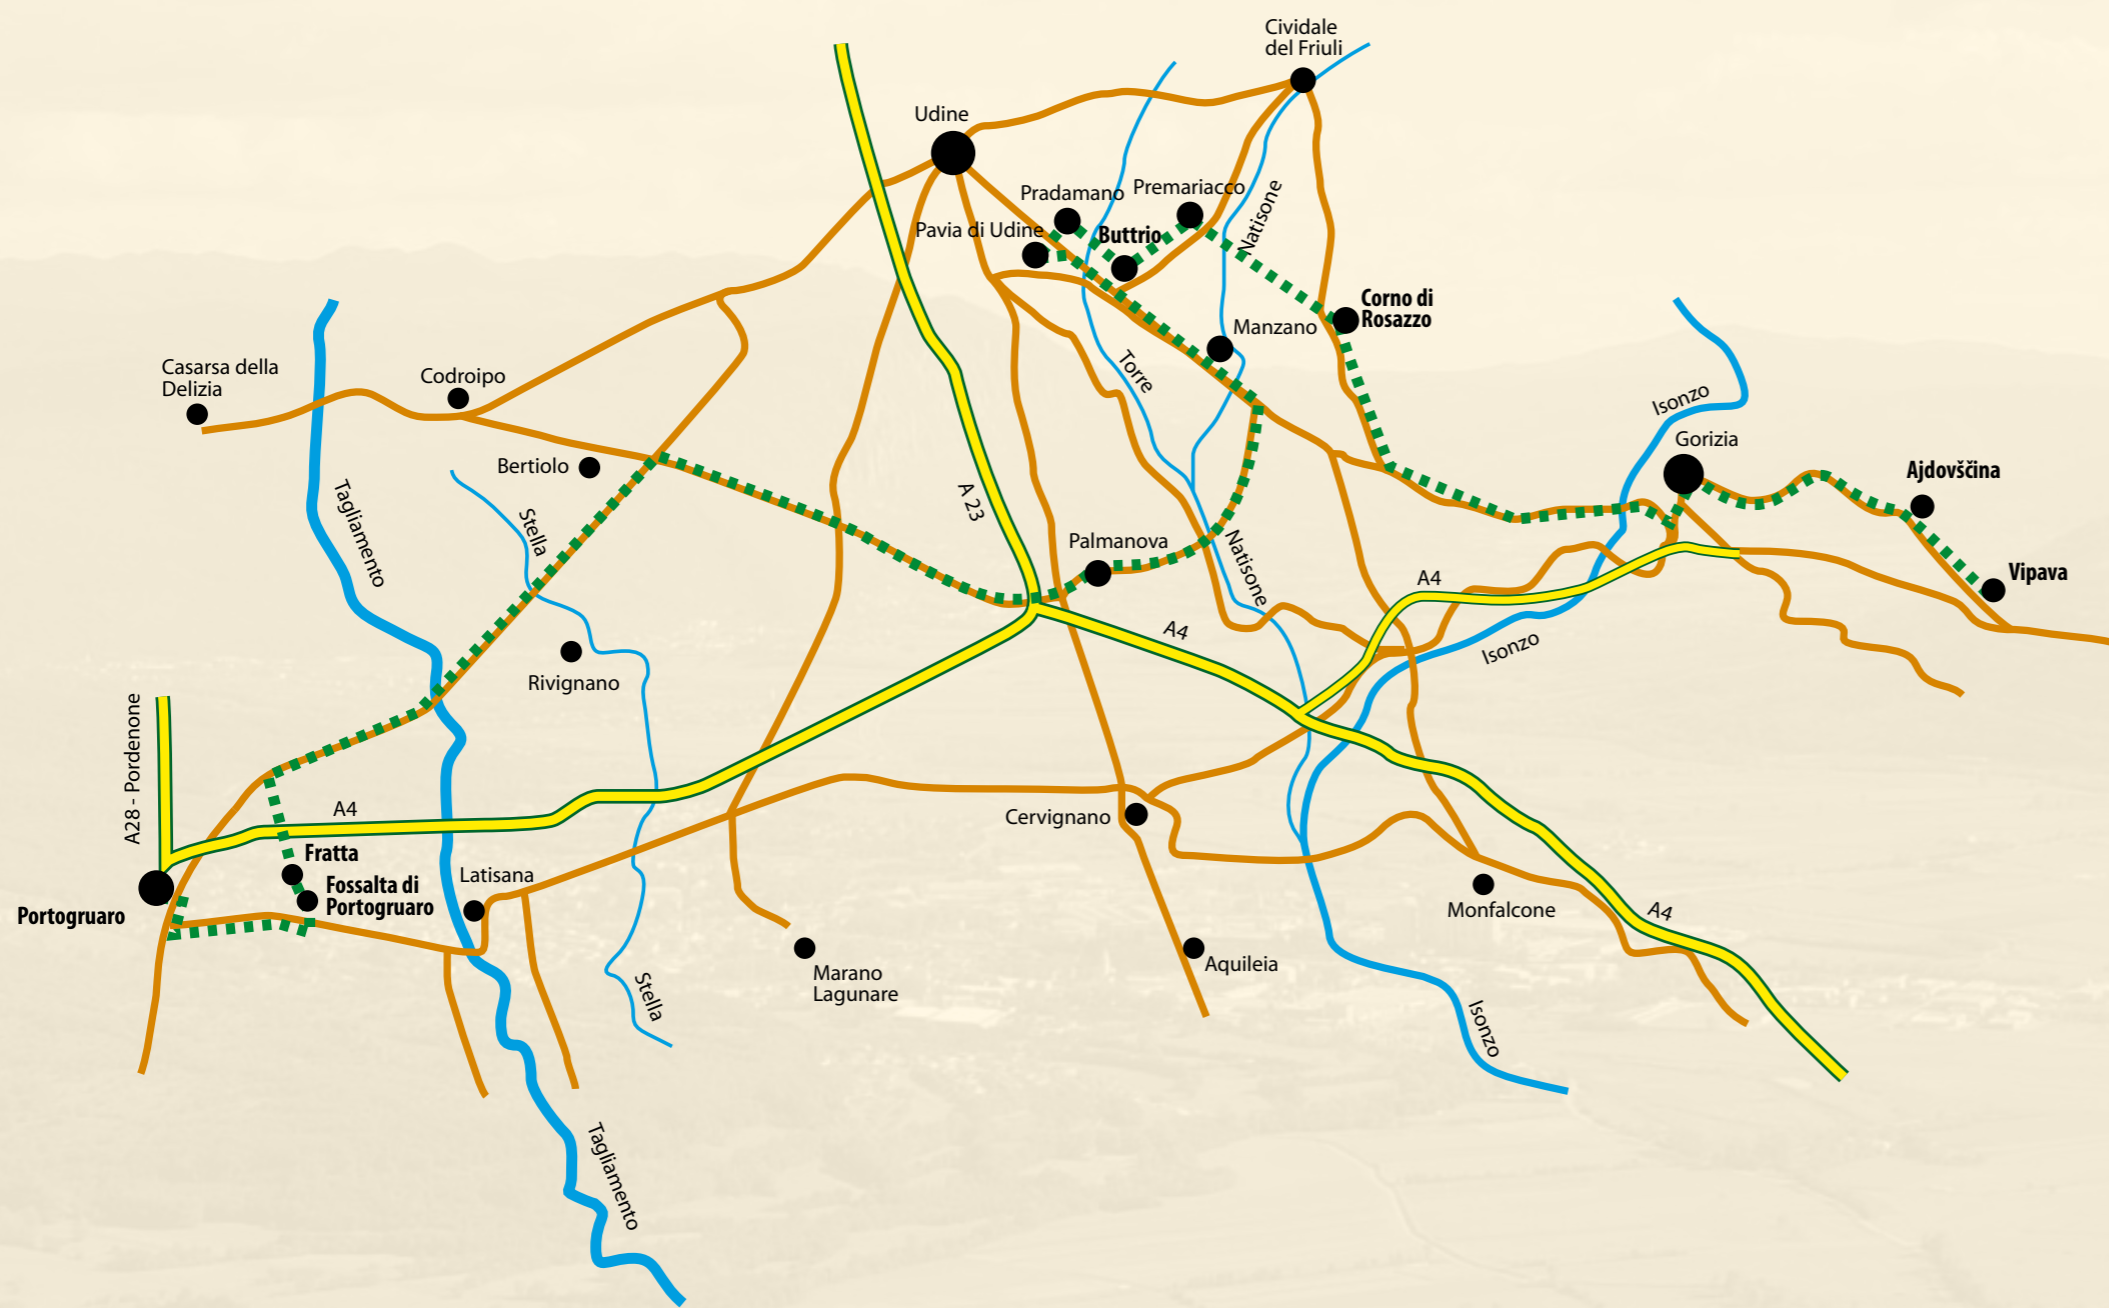 Cividale
del Friuli
Udine
Pradamano
Premariacco
Pavia di Udine
Buttrio
Natisone
Corno di
Rosazzo
Manzano
Torre
Casarsa della
Delizia
Codroipo
Bertiolo
Isonzo
Gorizia
Ajdovščina
Vipava
Tagliamento
Stella
A 23
Palmanova
Natisone
A4
A4
Isonzo
Rivignano
A28 - Pordenone
A4
Fratta
Fossalta di
Portogruaro
Portogruaro
Latisana
Cervignano
Monfalcone
A4
Marano
Lagunare
Aquileia
Stella
Isonzo
Tagliamento